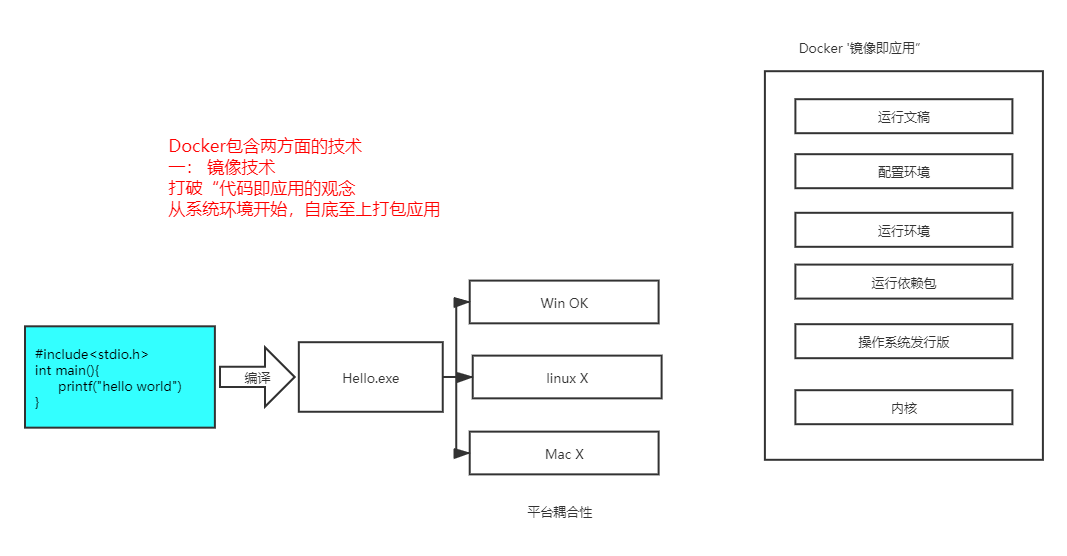 Docker '镜像即应用”
运行文稿
配置环境
运行环境
运行依赖包
操作系统发行版
内核
Docker包含两方面的技术
一： 镜像技术
打破“代码即应用的观念
从系统环境开始，自底至上打包应用
#include<stdio.h>
int main(){
printf("hello world")
}
编译
Hello.exe
Win OK
linux X
Mac X
平台耦合性